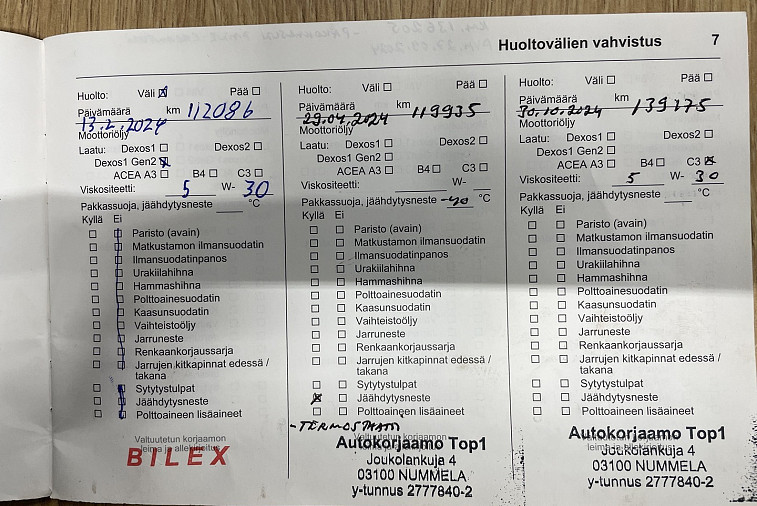 Huoltovälien vahvistus 7
Huolto: Väli ☒ Pää ☐
Päivämäärä km 112086
13.2.2024
Moottoriöljy
Laatu: Dexos1 ☐ Dexos2 ☐
Dexos1 Gen2 ☒
ACEA A3 ☐ B4 ☐ C3 ☐
Viskositeetti: 5 W- 30
Pakkassuoja, jäähdytysneste ___ °C
Kyllä Ei
Paristo (avain)
Matkustamon ilmansuodatin
Ilmansuodatinpanos
Urakiilahihna
Hammashihna
Polttoainesuodatin
Kaasunsuodatin
Vaihteistoöljy
Jarruneste
Renkaankorjaussarja
Jarrujen kitkapinnat edessä /
takana
Sytytystulpat
Jäähdytysneste
Polttoaineen lisäaineet
Valtuutetun korjaamon
leima ja allekirjoitus
BILEX
Huolto: Väli ☐ Pää ☐
Päivämäärä km 119935
29.04.2024
Moottoriöljy
Laatu: Dexos1 ☐ Dexos2 ☐
Dexos1 Gen2 ☐
ACEA A3 ☐ B4 ☐ C3 ☐
Viskositeetti: ___ W- ___
Pakkassuoja, jäähdytysneste -40 °C
Kyllä Ei
Paristo (avain)
Matkustamon ilmansuodatin
Ilmansuodatinpanos
Urakiilahihna
Hammashihna
Polttoainesuodatin
Kaasunsuodatin
Vaihteistoöljy
Jarruneste
Renkaankorjaussarja
Jarrujen kitkapinnat edessä /
takana
Sytytystulpat
☒ ☐ Jäähdytysneste
Polttoaineen lisäaineet
Valtuutetun korjaamon
Autokorjaamo Top1
Joukolankuja 4
03100 NUMMELA
y-tunnus 2777840-2
Huolto: Väli ☐ Pää ☐
Päivämäärä km 139175
30.10.2024
Moottoriöljy
Laatu: Dexos1 ☐ Dexos2 ☐
Dexos1 Gen2 ☐
ACEA A3 ☐ B4 ☐ C3 ☒
Viskositeetti: 5 W- 30
Pakkassuoja, jäähdytysneste ___ °C
Kyllä Ei
Paristo (avain)
Matkustamon ilmansuodatin
Ilmansuodatinpanos
Urakiilahihna
Hammashihna
Polttoainesuodatin
Kaasunsuodatin
Vaihteistoöljy
Jarruneste
Renkaankorjaussarja
Jarrujen kitkapinnat edessä /
takana
Sytytystulpat
Jäähdytysneste
Polttoaineen lisäaineet
Autokorjaamo Top1
Joukolankuja 4
03100 NUMMELA
y-tunnus 2777840-2